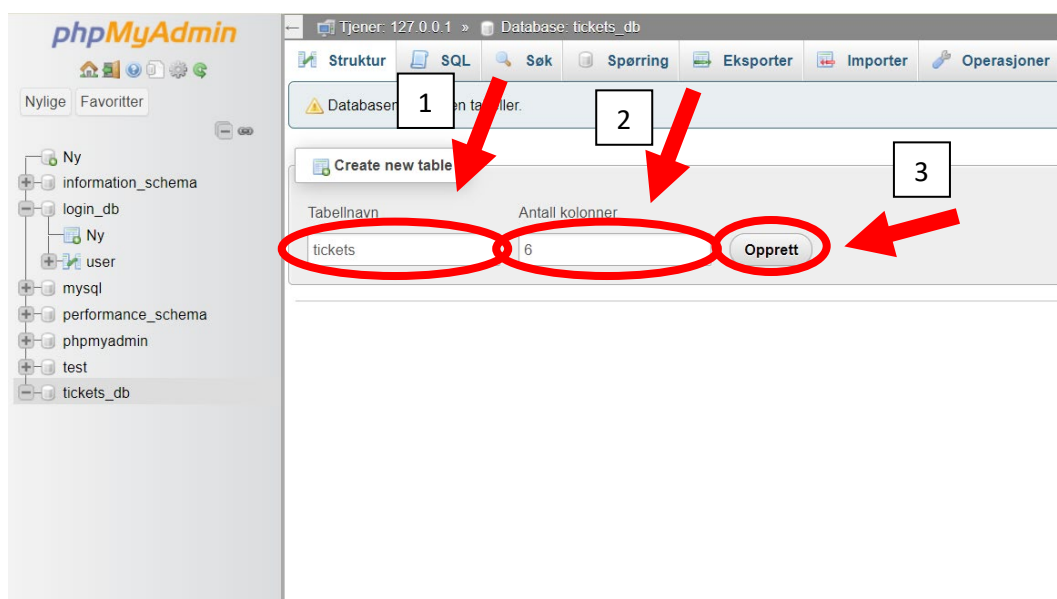 phpMyAdmin
Nylige Favoritter
Ny
information_schema
login_db
Ny
user
mysql
performance_schema
phpmyadmin
test
tickets_db
Tjener: 127.0.0.1 » Database: tickets_db
Struktur SQL Søk Spørring Eksporter Importer Operasjoner
Databasen
1
2
3
Create new table
Tabellnavn Antall kolonner
tickets 6 Opprett